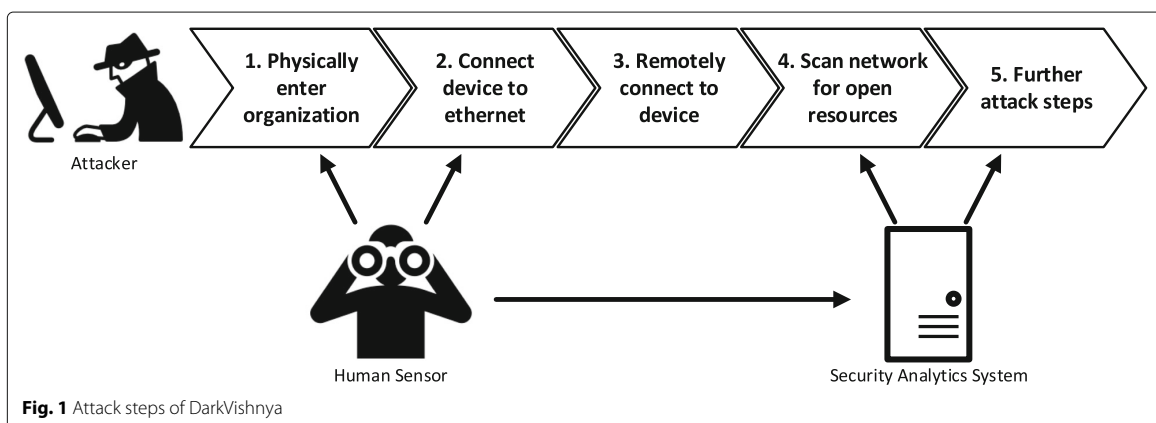 1. Physically
enter
organization
2. Connect
device to
ethernet
3. Remotely
connect to
device
4. Scan network
for open
resources
5. Further
attack steps
Attacker
Human Sensor
Security Analytics System
Fig. 1 Attack steps of DarkVishnya